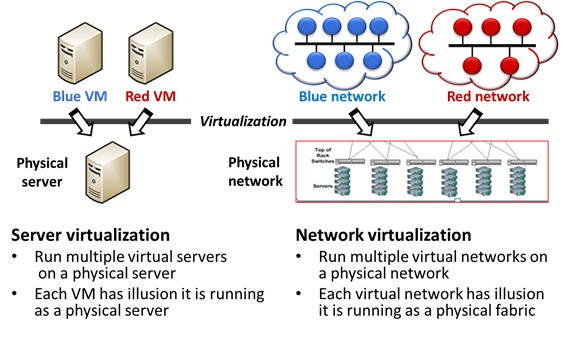 Blue VM Red VM
Blue network Red network
Virtualization
Physical server
Physical network
Top of Rack Switches
Servers
Server virtualization
• Run multiple virtual servers
on a physical server
• Each VM has illusion it is running
as a physical server
Network virtualization
• Run multiple virtual networks on
a physical network
• Each virtual network has illusion
it is running as a physical fabric